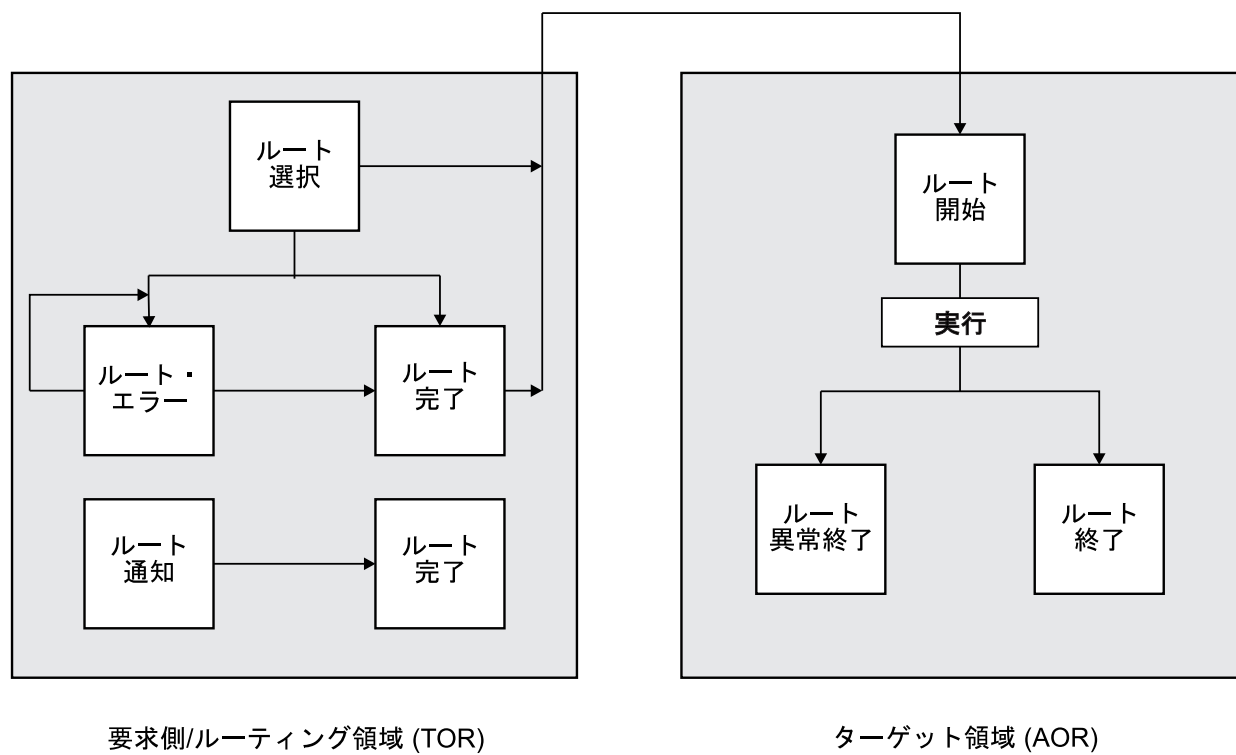 ルート
選択
ルート・
エラー
ルート
完了
ルート
通知
ルート
完了
要求側/ルーティング領域 (TOR)
ルート
開始
実行
ルート
異常終了
ルート
終了
ターゲット領域 (AOR)